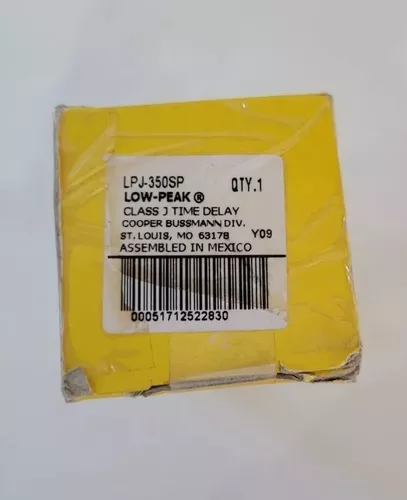 LPJ-350SP QTY.1
LOW-PEAK ®
CLASS J TIME DELAY
COOPER BUSSMANN DIV.
ST. LOUIS, MO 63178 Y09
ASSEMBLED IN MEXICO
00051712522830